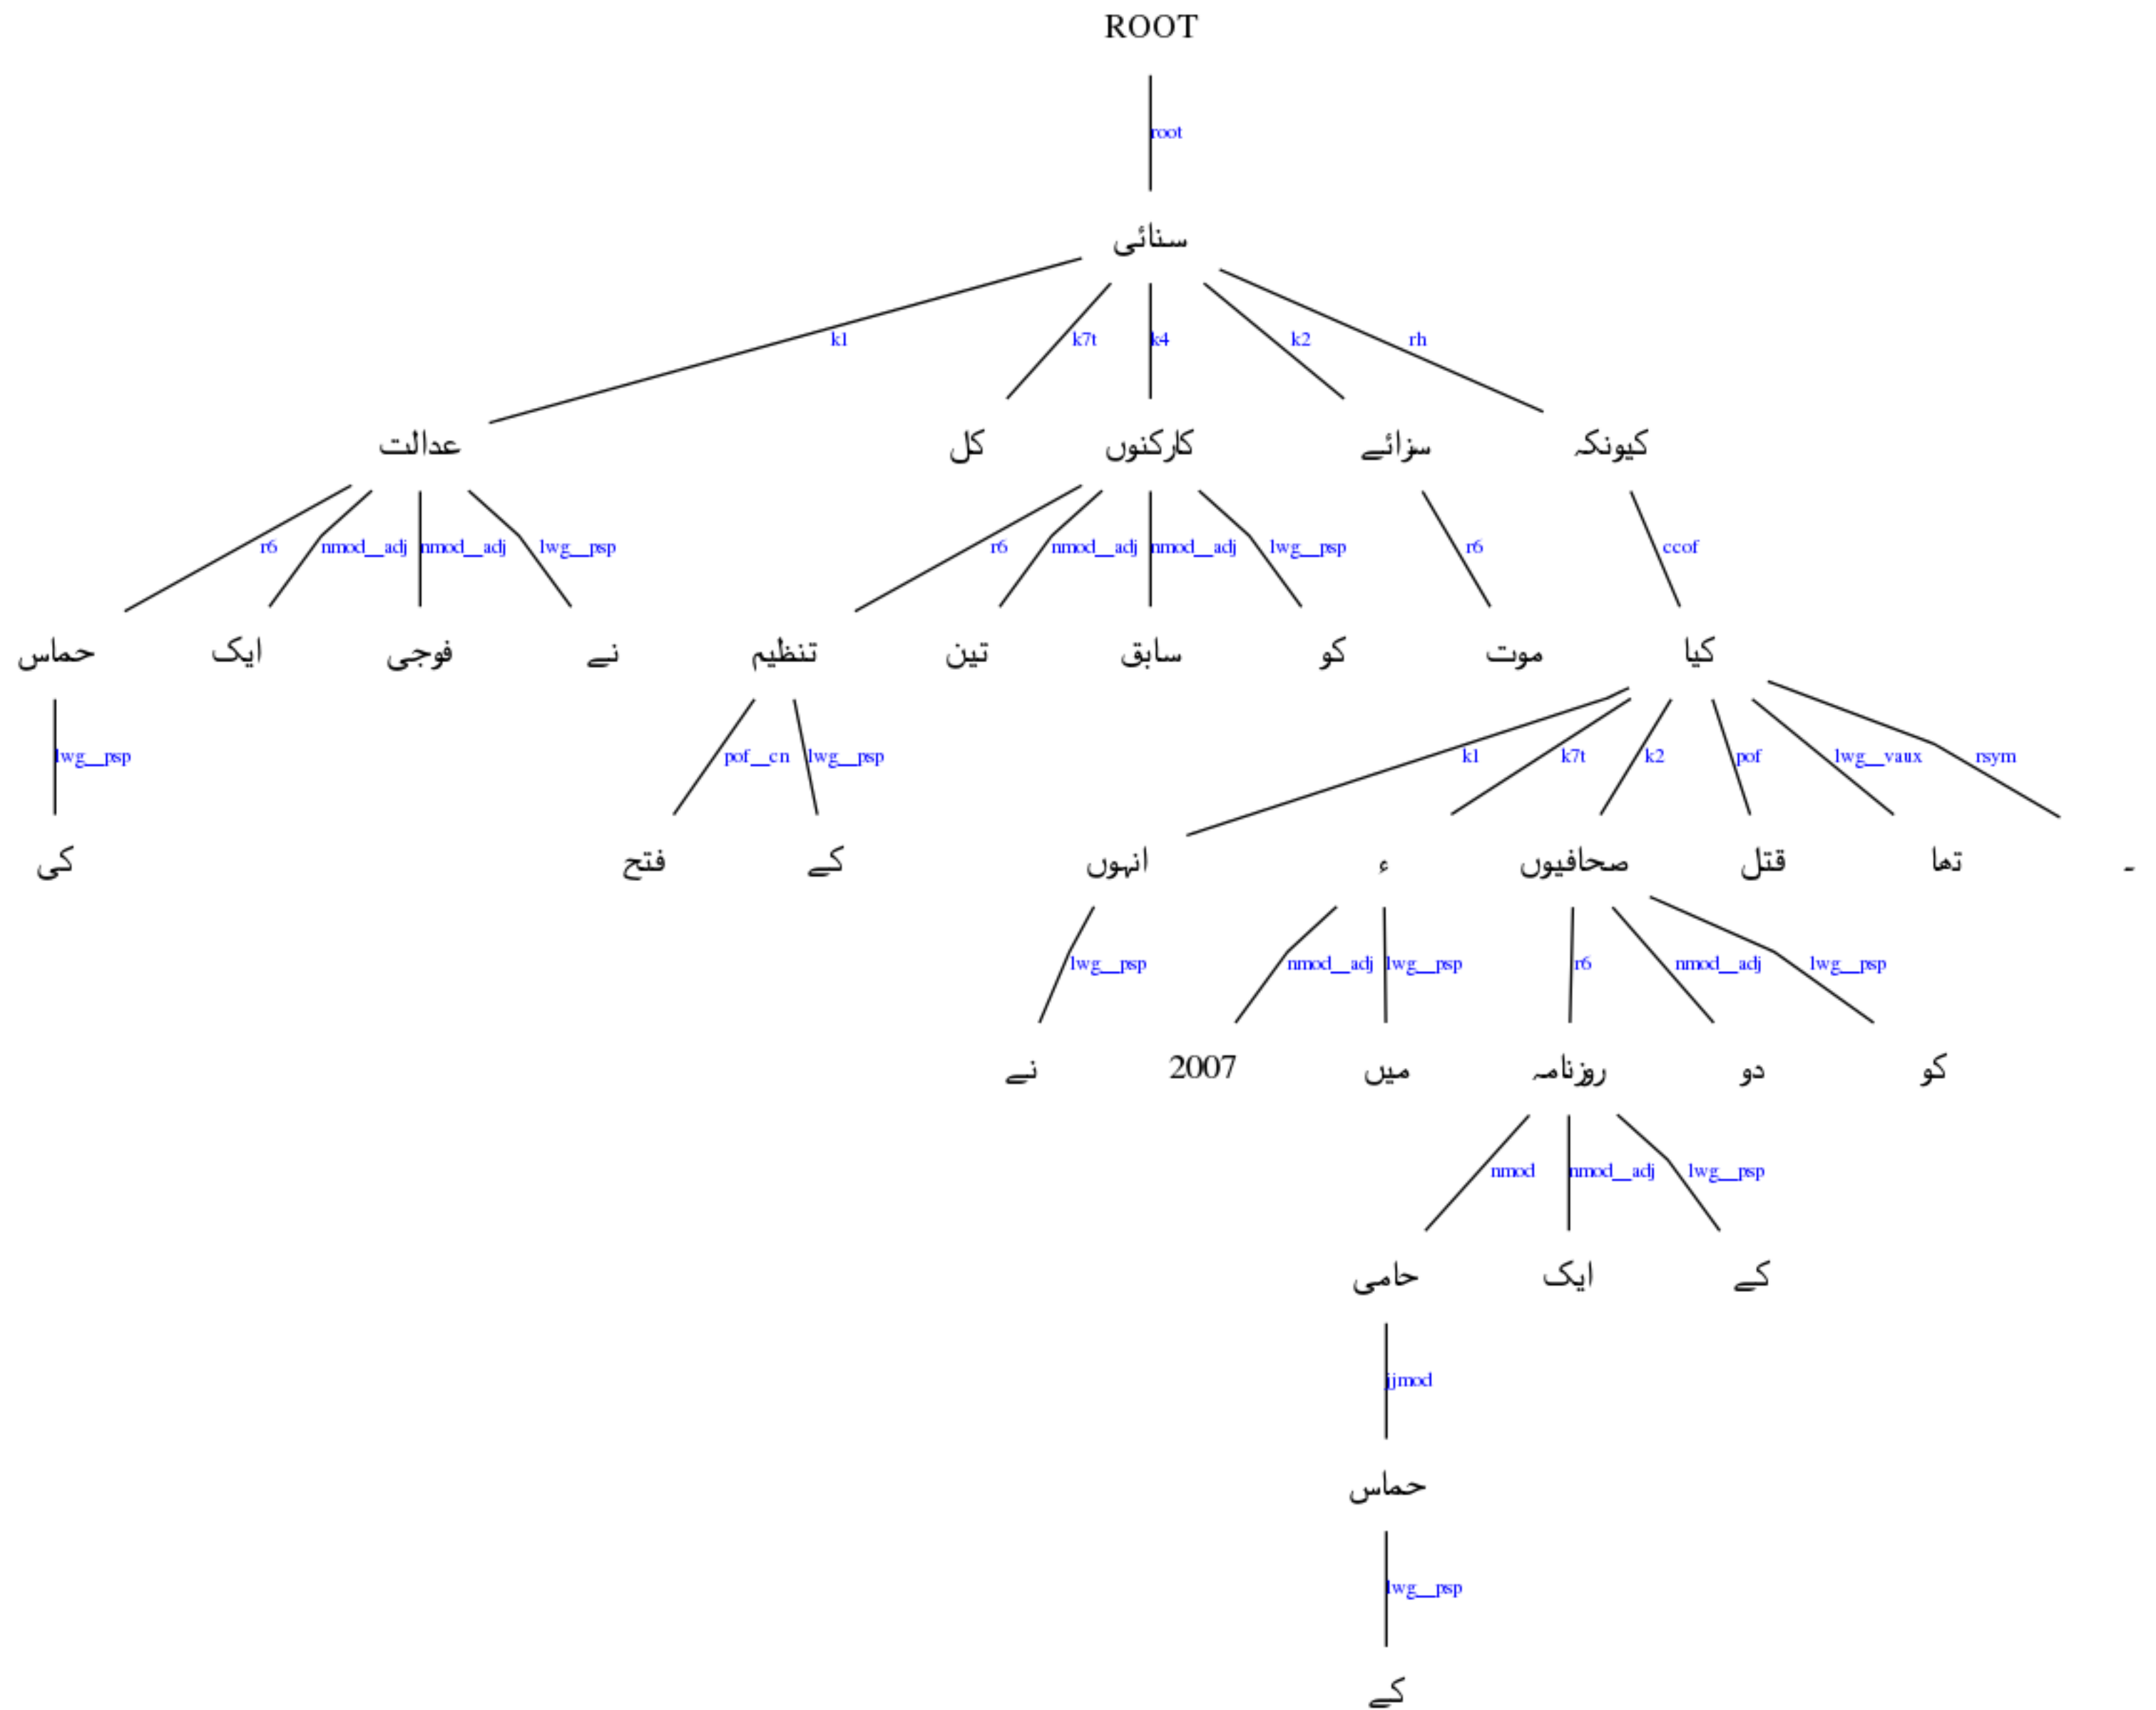 ROOT
root
سنائی
k1 k7t k4 k2 rh
عدالت کل کارکنوں سزائے کیونکہ
r6 nmod__adj nmod__adj lwg__psp r6 nmod__adj nmod__adj lwg__psp r6 ccof
حماس ایک فوجی نے تنظیم تین سابق کو موت کیا
lwg__psp pof__cn lwg__psp k1 k7t k2 pof lwg__vaux rsym
کی فتح کے انہوں ء صحافیوں قتل تھا ۔
lwg__psp nmod__adj lwg__psp r6 nmod__adj lwg__psp
نے 2007 میں روزنامہ دو کو
nmod nmod__adj lwg__psp
حامی ایک کے
jjmod
حماس
lwg__psp
کے